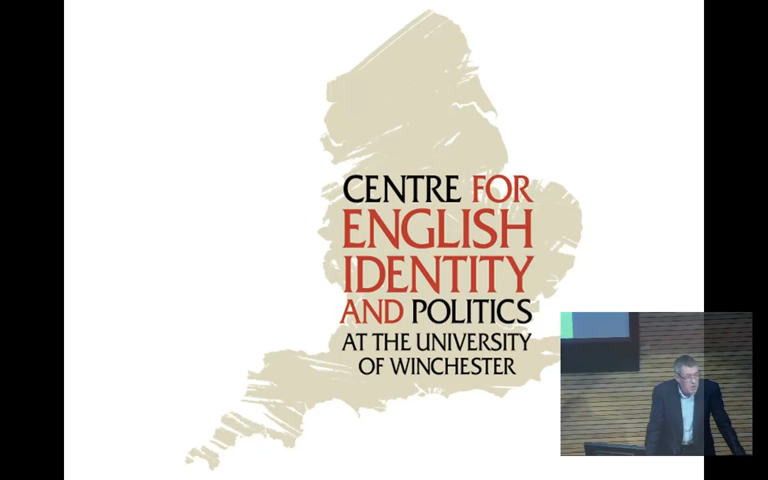 CENTRE FOR
ENGLISH
IDENTITY
AND POLITICS
AT THE UNIVERSITY
OF WINCHESTER